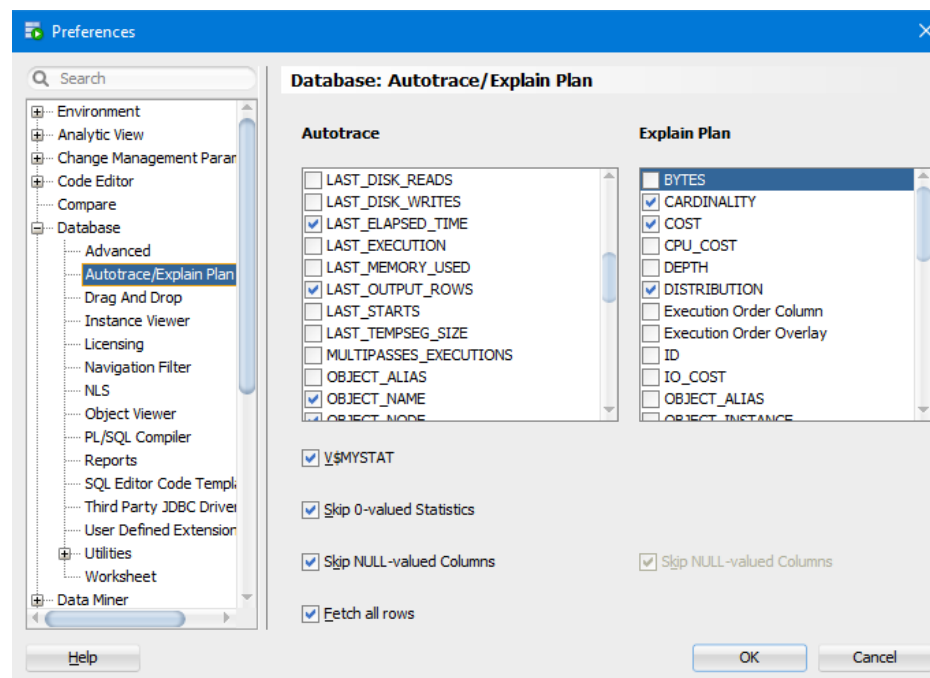 Preferences
Search
Environment
Analytic View
Change Management Parar
Code Editor
Compare
Database
Advanced
Autotrace/Explain Plan
Drag And Drop
Instance Viewer
Licensing
Navigation Filter
NLS
Object Viewer
PL/SQL Compiler
Reports
SQL Editor Code Templa
Third Party JDBC Driver
User Defined Extension
Utilities
Worksheet
Data Miner
Help
Database: Autotrace/Explain Plan
Autotrace
LAST_DISK_READS
LAST_DISK_WRITES
LAST_ELAPSED_TIME
LAST_EXECUTION
LAST_MEMORY_USED
LAST_OUTPUT_ROWS
LAST_STARTS
LAST_TEMPSEG_SIZE
MULTIPASSES_EXECUTIONS
OBJECT_ALIAS
OBJECT_NAME
OBJECT_NODE
Explain Plan
BYTES
CARDINALITY
COST
CPU_COST
DEPTH
DISTRIBUTION
Execution Order Column
Execution Order Overlay
ID
IO_COST
OBJECT_ALIAS
OBJECT_INSTANCE
V$MYSTAT
Skip 0-valued Statistics
Skip NULL-valued Columns
Skip NULL-valued Columns
Fetch all rows
OK
Cancel